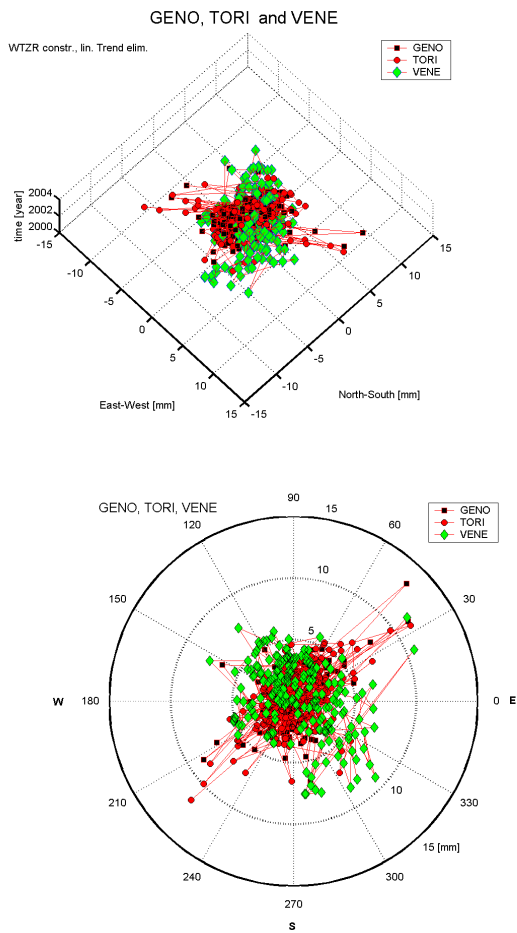 GENO, TORI and VENE
WTZR constr., lin. Trend elim.
GENO
TORI
VENE
time [year]
2004
2002
2000
-15
-10
-5
0
5
10
15
East-West [mm]
-15
-10
-5
0
5
10
15
North-South [mm]
GENO, TORI, VENE
GENO
TORI
VENE
90
15
120
60
10
150
30
5
W
180
0
E
210
10
330
15 [mm]
240
300
270
S